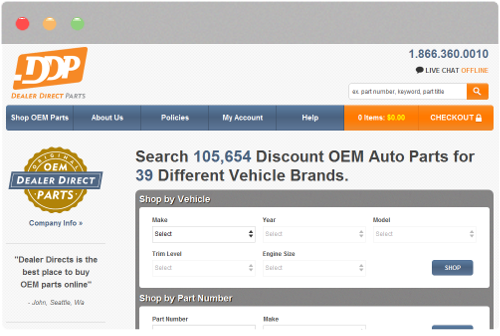 DDP
DEALER DIRECT PARTS
1.866.360.0010
LIVE CHAT OFFLINE
ex. part number, keyword, part title
Shop OEM Parts
About Us
Policies
My Account
Help
0 Items: $0.00
CHECKOUT
ORIGINAL
OEM
DEALER DIRECT
PARTS
Company Info »
"Dealer Directs is the
best place to buy
OEM parts online"
- John, Seattle, Wa
Search 105,654 Discount OEM Auto Parts for
39 Different Vehicle Brands.
Shop by Vehicle
Make
Year
Model
Select
Select
Select
Trim Level
Engine Size
Select
Select
SHOP
Shop by Part Number
Part Number
Make